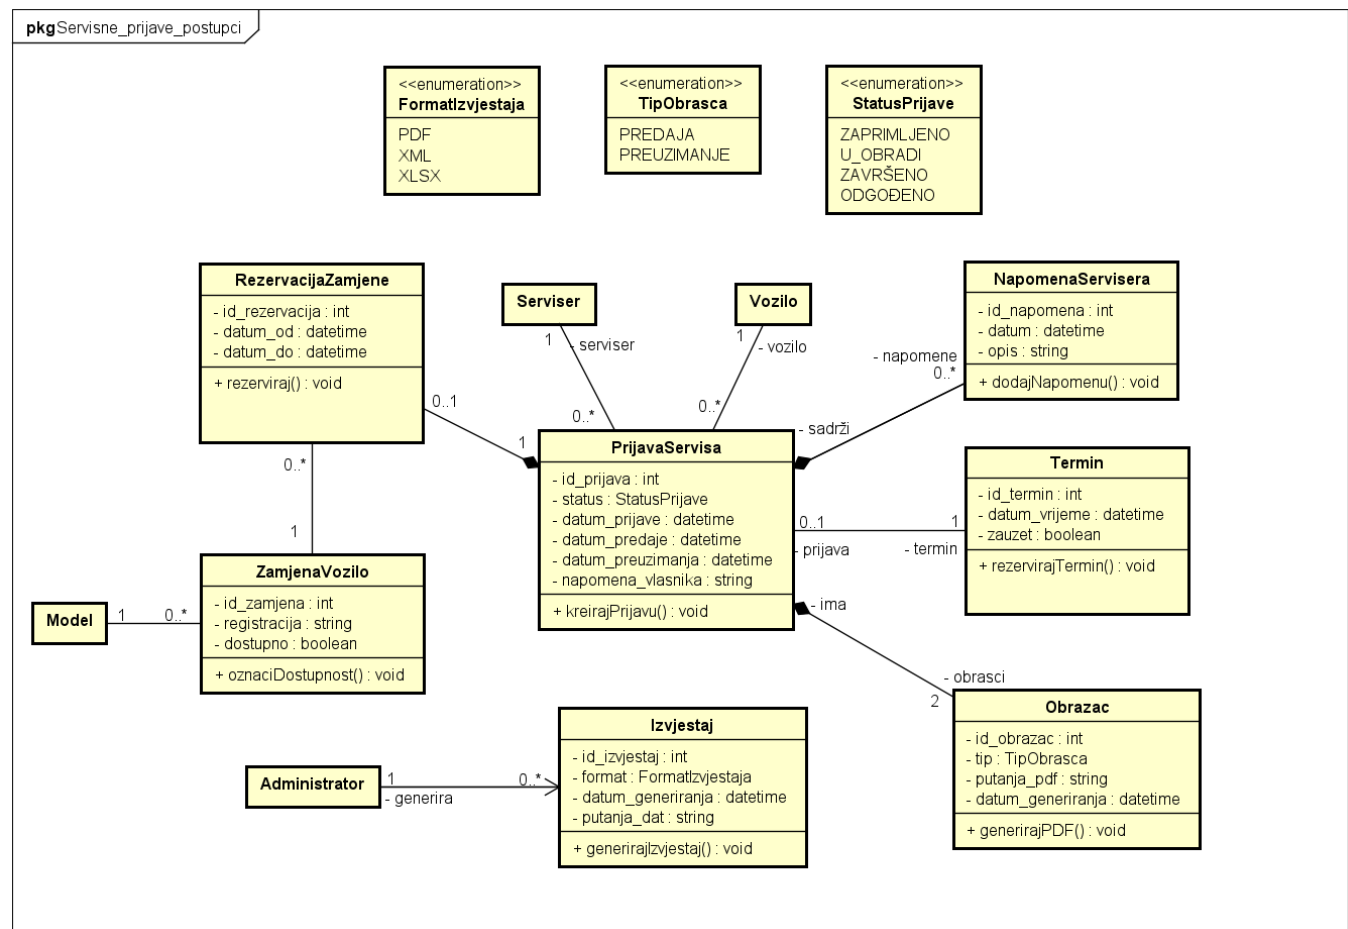 pkg Servisne_prijave_postupci
<<enumeration>>
FormatIzvjestaja
PDF
XML
XLSX
<<enumeration>>
TipObrasca
PREDAJA
PREUZIMANJE
<<enumeration>>
StatusPrijave
ZAPRIMLJENO
U_OBRADI
ZAVRŠENO
ODGOĐENO
RezervacijaZamjene
- id_rezervacija : int
- datum_od : datetime
- datum_do : datetime
+ rezerviraj() : void
Serviser
1
- serviser
0..*
Vozilo
1
- vozilo
0..*
NapomenaServisera
- id_napomena : int
- datum : datetime
- opis : string
+ dodajNapomenu() : void
- napomene
0..*
- sadrži
0..1
1
PrijavaServisa
- id_prijava : int
- status : StatusPrijave
- datum_prijave : datetime
- datum_predaje : datetime
- datum_preuzimanja : datetime
- napomena_vlasnika : string
+ kreirajPrijavu() : void
0..1
- prijava
1
- termin
Termin
- id_termin : int
- datum_vrijeme : datetime
- zauzet : boolean
+ rezervirajTermin() : void
0..*
1
ZamjenaVozilo
- id_zamjena : int
- registracija : string
- dostupno : boolean
+ oznaciDostupnost() : void
Model
1
0..*
- ima
- obrasci
2
Obrazac
- id_obrazac : int
- tip : TipObrasca
- putanja_pdf : string
- datum_generiranja : datetime
+ generirajPDF() : void
Administrator
1
- generira
0..*
Izvjestaj
- id_izvjestaj : int
- format : FormatIzvjestaja
- datum_generiranja : datetime
- putanja_dat : string
+ generirajIzvjestaj() : void